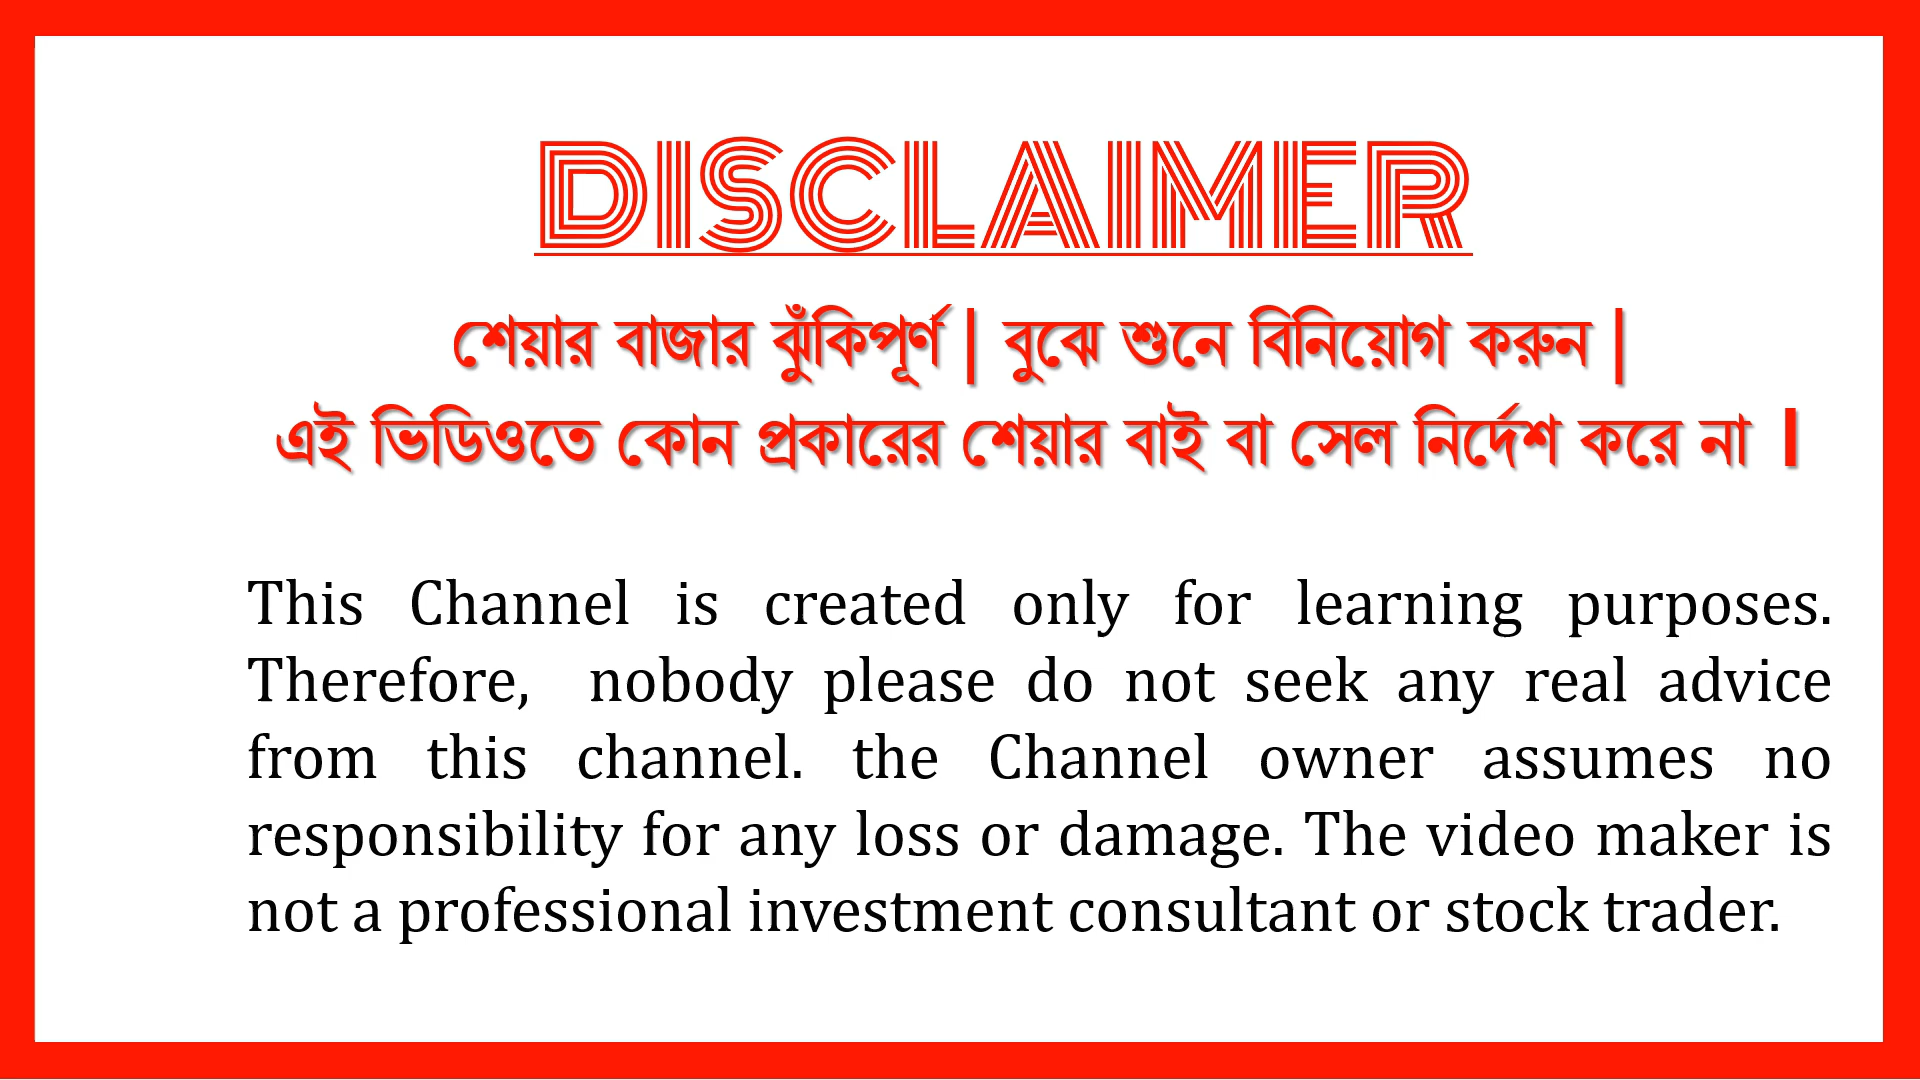 DISCLAIMER
শেয়ার বাজার ঝুঁকিপূর্ণ | বুঝে শুনে বিনিয়োগ করুন |
এই ভিডিওতে কোন প্রকারের শেয়ার বাই বা সেল নির্দেশ করে না ।
This Channel is created only for learning purposes.
Therefore, nobody please do not seek any real advice
from this channel. the Channel owner assumes no
responsibility for any loss or damage. The video maker is
not a professional investment consultant or stock trader.